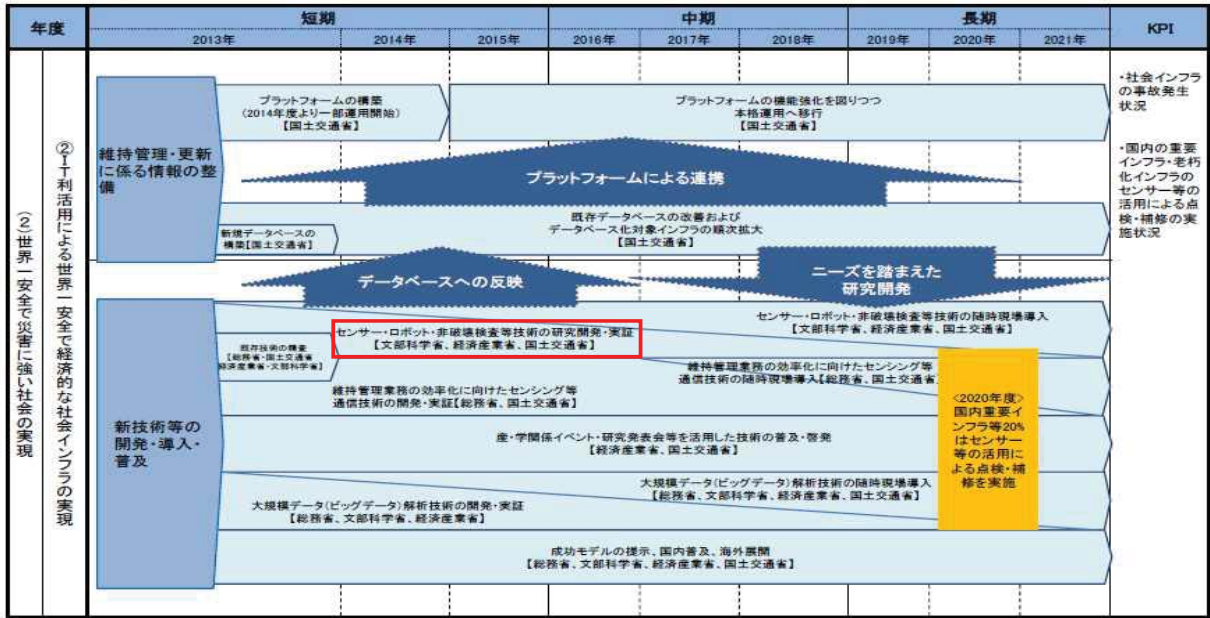 年度
短期
中期
長期
KPI
2013年
2014年
2015年
2016年
2017年
2018年
2019年
2020年
2021年
(2)世界一安全で災害に強い社会の実現
②IT利活用による世界一安全で経済的な社会インフラの実現
維持管理・更新
に係る情報の整
備
プラットフォームの構築
(2014年度より一部運用開始)
【国土交通省】
プラットフォームの機能強化を図りつつ
本格運用へ移行
【国土交通省】
プラットフォームによる連携
新規データベースの
構築【国土交通省】
既存データベースの改善および
データベース化対象インフラの順次拡大
【国土交通省】
データベースへの反映
ニーズを踏まえた
研究開発
新技術等の
開発・導入・
普及
既存技術の精査
【総務省・国土交通省
経済産業省・文部科学省】
センサー・ロボット・非破壊検査等技術の研究開発・実証
【文部科学省、経済産業省、国土交通省】
センサー・ロボット・非破壊検査等技術の随時現場導入
【文部科学省、経済産業省、国土交通省】
維持管理業務の効率化に向けたセンシング等
通信技術の開発・実証【総務省、国土交通省】
維持管理業務の効率化に向けたセンシング等
通信技術の随時現場導入【総務省、国土交通省】
産・学関係イベント・研究発表会等を活用した技術の普及・啓発
【経済産業省、国土交通省】
大規模データ(ビッグデータ)解析技術の開発・実証
【総務省、文部科学省、経済産業省】
大規模データ(ビッグデータ)解析技術の随時現場導入
【総務省、文部科学省、経済産業省、国土交通省】
成功モデルの提示、国内普及、海外展開
【総務省、文部科学省、経済産業省、国土交通省】
<2020年度>
国内重要イ
ンフラ等20%
はセンサー
等の活用に
よる点検・補
修を実施
・社会インフラ
の事故発生
状況
・国内の重要
インフラ・老朽
化インフラの
センサー等の
活用による点
検・補修の実
施状況